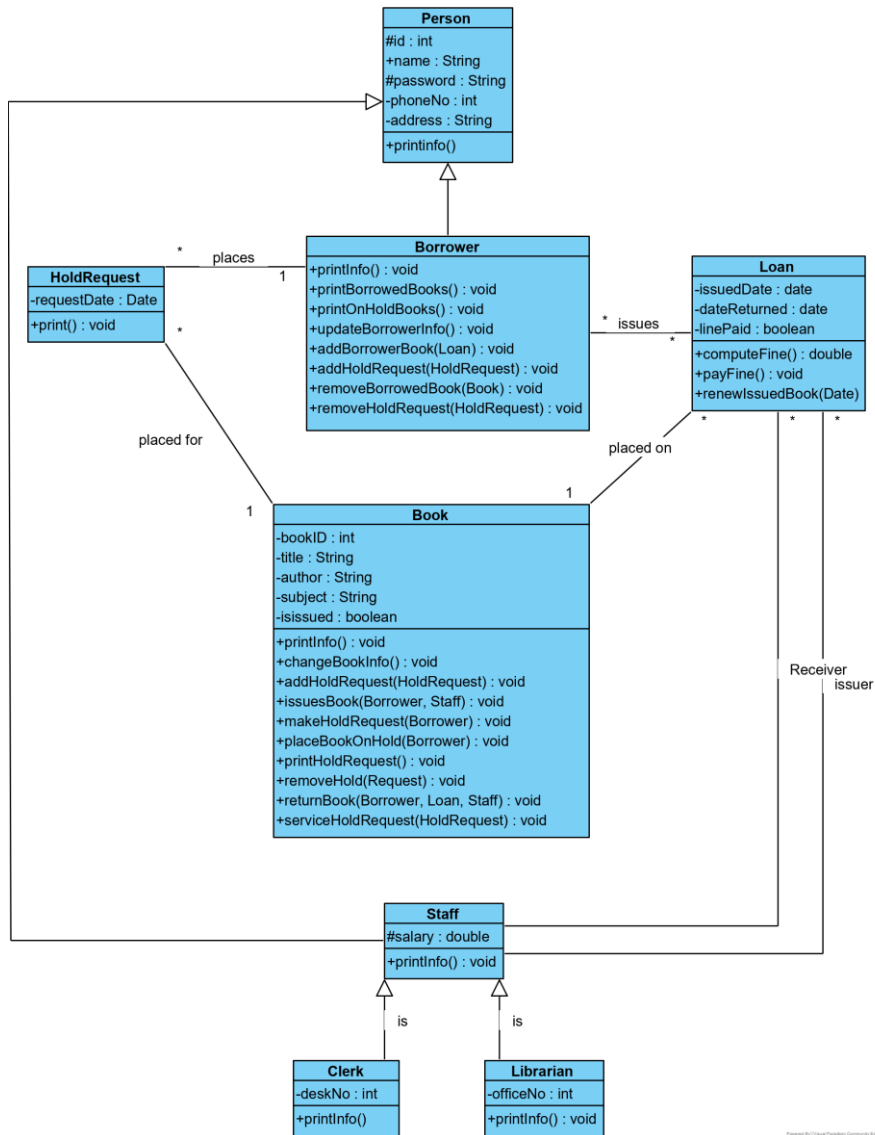 Person
#id : int
+name : String
#password : String
-phoneNo : int
-address : String
+printinfo()
HoldRequest
-requestDate : Date
+print() : void
*
places
1
Borrower
+printInfo() : void
+printBorrowedBooks() : void
+printOnHoldBooks() : void
+updateBorrowerInfo() : void
+addBorrowerBook(Loan) : void
+addHoldRequest(HoldRequest) : void
+removeBorrowedBook(Book) : void
+removeHoldRequest(HoldRequest) : void
*
issues
*
Loan
-issuedDate : date
-dateReturned : date
-linePaid : boolean
+computeFine() : double
+payFine() : void
+renewIssuedBook(Date)
*
placed for
1
*
placed on
1
*
*
Receiver
issuer
Book
-bookID : int
-title : String
-author : String
-subject : String
-isissued : boolean
+printInfo() : void
+changeBookInfo() : void
+addHoldRequest(HoldRequest) : void
+issuesBook(Borrower, Staff) : void
+makeHoldRequest(Borrower) : void
+placeBookOnHold(Borrower) : void
+printHoldRequest() : void
+removeHold(Request) : void
+returnBook(Borrower, Loan, Staff) : void
+serviceHoldRequest(HoldRequest) : void
Staff
#salary : double
+printInfo() : void
is
is
Clerk
-deskNo : int
+printInfo()
Librarian
-officeNo : int
+printInfo() : void